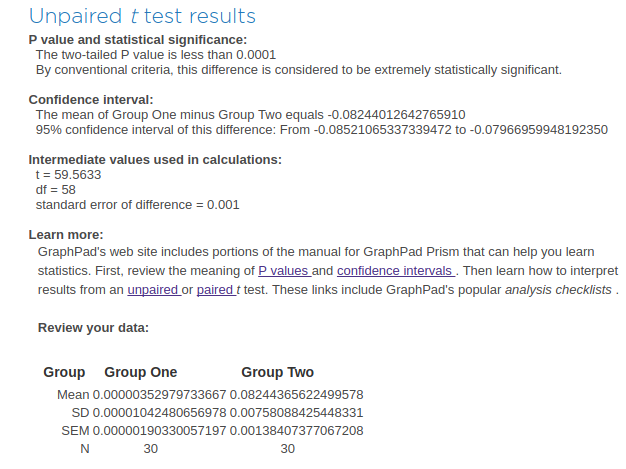 Unpaired t test results
P value and statistical significance:
The two-tailed P value is less than 0.0001
By conventional criteria, this difference is considered to be extremely statistically significant.
Confidence interval:
The mean of Group One minus Group Two equals -0.08244012642765910
95% confidence interval of this difference: From -0.08521065337339472 to -0.07966959948192350
Intermediate values used in calculations:
t = 59.5633
df = 58
standard error of difference = 0.001
Learn more:
GraphPad's web site includes portions of the manual for GraphPad Prism that can help you learn
statistics. First, review the meaning of P values and confidence intervals . Then learn how to interpret
results from an unpaired or paired t test. These links include GraphPad's popular analysis checklists .
Review your data:
Group Group One Group Two
Mean 0.00000352979733667 0.08244365622499578
SD 0.00001042480656978 0.00758088425448331
SEM 0.00000190330057197 0.00138407377067208
N 30 30